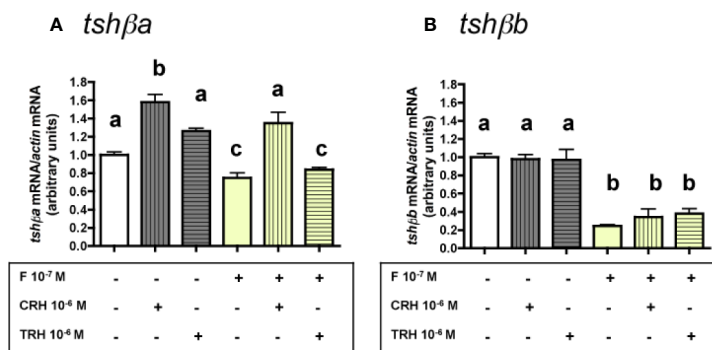 A tshβa
tshβa mRNA/actin mRNA
(arbitrary units)
1.8
1.6
1.4
1.2
1.0
0.8
0.6
0.4
0.2
0.0
a b a c a c
F 10-7 M - - - + + +
CRH 10-6 M - + - - + -
TRH 10-6 M - - + - - +
B tshβb
tshβb mRNA/actin mRNA
(arbitrary units)
1.8
1.6
1.4
1.2
1.0
0.8
0.6
0.4
0.2
0.0
a a a b b b
F 10-7 M - - - + + +
CRH 10-6 M - + - - + -
TRH 10-6 M - - + - - +